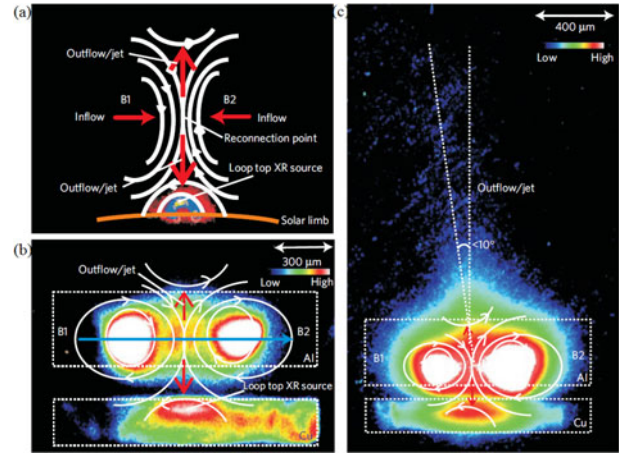 (a)
Outflow/jet
B1
B2
Inflow
Inflow
Reconnection point
Outflow/jet
Loop top XR source
Solar limb
(b)
300 μm
Low
High
Outflow/jet
B1
B2
Al
Loop top XR source
Cu
(c)
400 μm
Low
High
Outflow/jet
<10°
B1
B2
Al
Cu